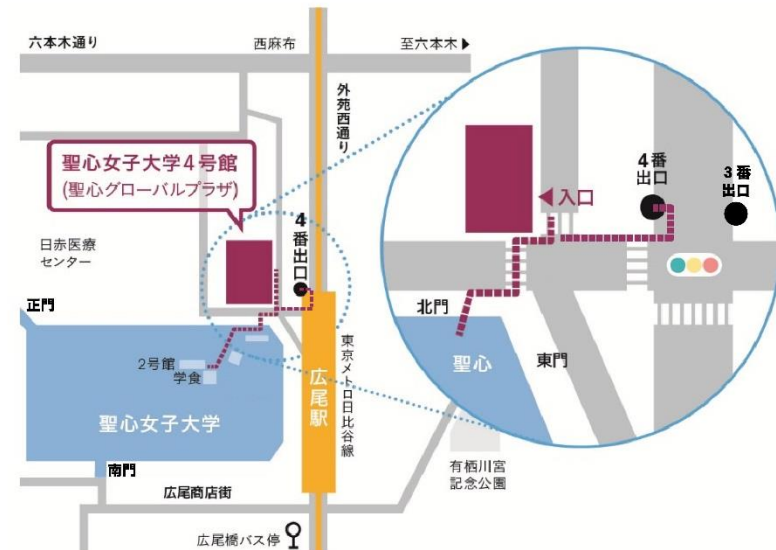 六本木通り
西麻布
至六本木▶
外苑西通り
聖心女子大学4号館
(聖心グローバルプラザ)
日赤医療
センター
4番出口
正門
2号館
学食
聖心女子大学
広尾駅
東京メトロ日比谷線
南門
広尾商店街
広尾橋バス停
有栖川宮
記念公園
4番
出口
3番
出口
◀入口
北門
聖心
東門